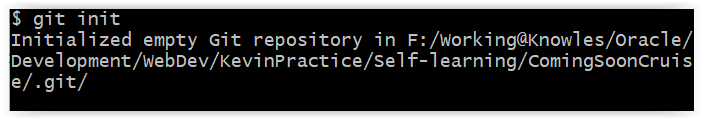 $ git init
Initialized empty Git repository in F:/Working@Knowles/Oracle/
Development/WebDev/KevinPractice/Self-learning/ComingSoonCruis
e/.git/